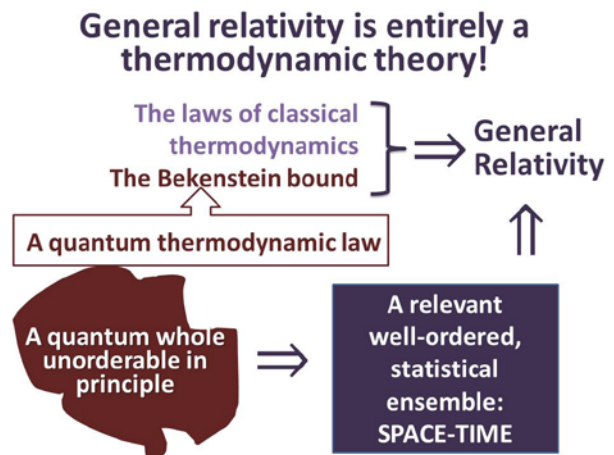 General relativity is entirely a
thermodynamic theory!
The laws of classical
thermodynamics
The Bekenstein bound
General
Relativity
A quantum thermodynamic law
A quantum whole
unorderable in
principle
A relevant
well-ordered,
statistical
ensemble:
SPACE-TIME